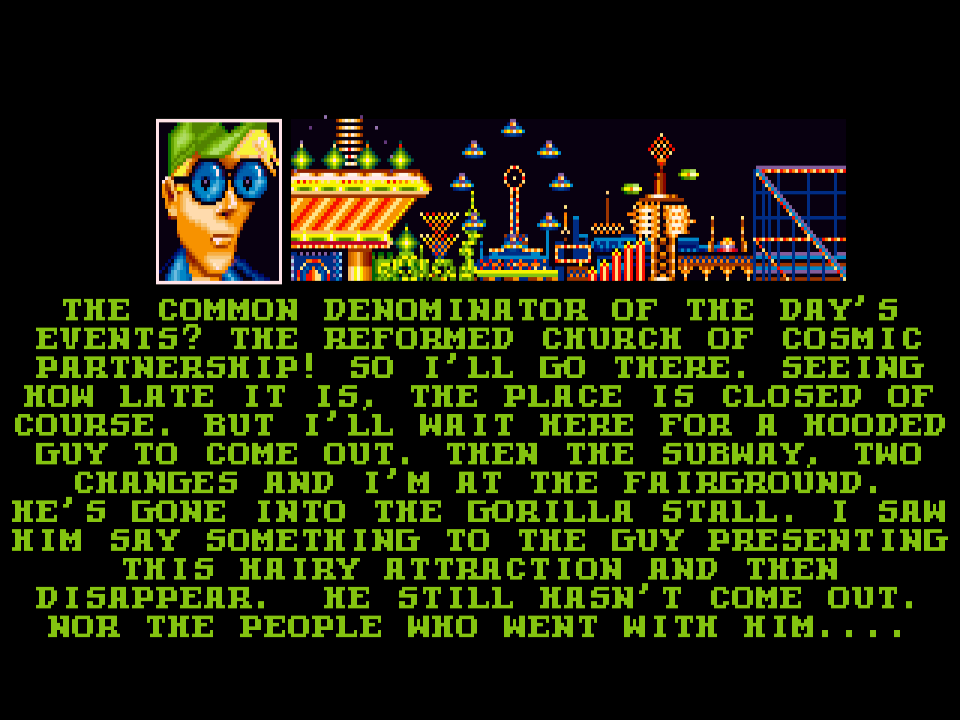 THE COMMON DENOMINATOR OF THE DAY'S
EVENTS? THE REFORMED CHURCH OF COSMIC
PARTNERSHIP! SO I'LL GO THERE. SEEING
HOW LATE IT IS, THE PLACE IS CLOSED OF
COURSE. BUT I'LL WAIT HERE FOR A HOODED
GUY TO COME OUT. THEN THE SUBWAY, TWO
CHANGES AND I'M AT THE FAIRGROUND.
HE'S GONE INTO THE GORILLA STALL. I SAW
HIM SAY SOMETHING TO THE GUY PRESENTING
THIS HAIRY ATTRACTION AND THEN
DISAPPEAR.  HE STILL HASN'T COME OUT.
NOR THE PEOPLE WHO WENT WITH HIM....